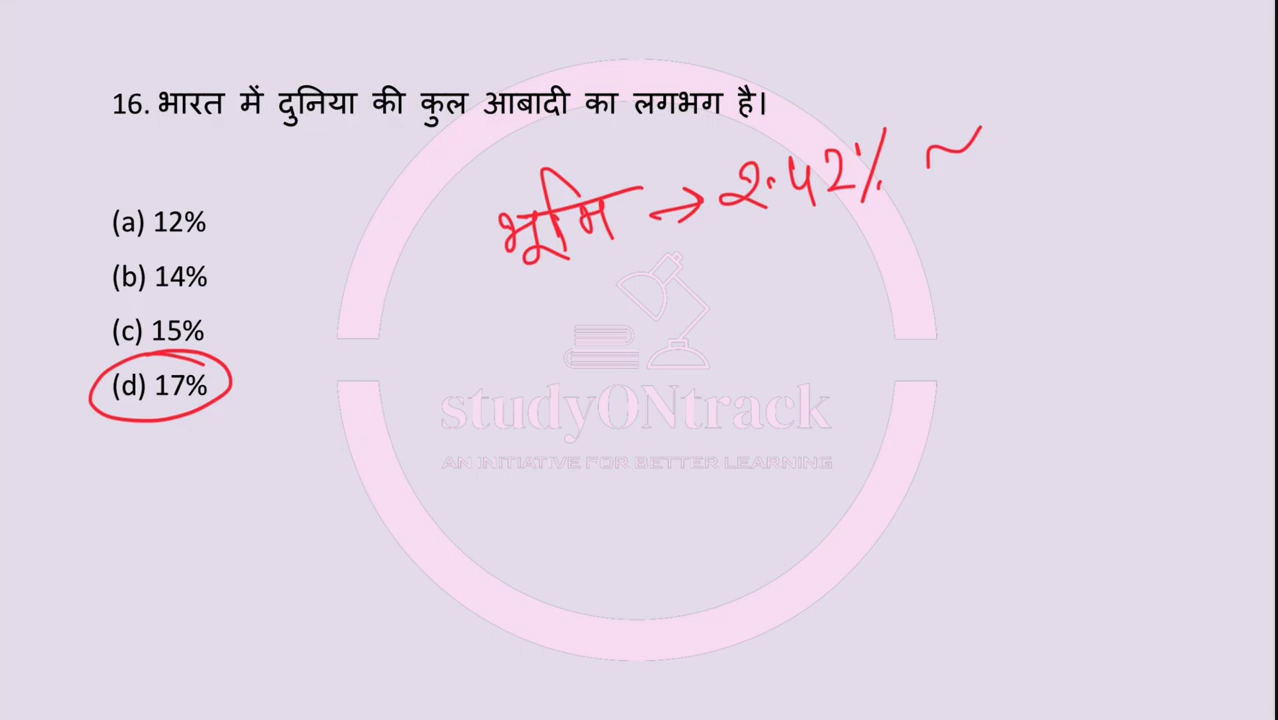 16. भारत में दुनिया की कुल आबादी का लगभग है।
भूमि → 2.42% ~
(a) 12%
(b) 14%
(c) 15%
(d) 17%
studyONtrack
AN INITIATIVE FOR BETTER LEARNING